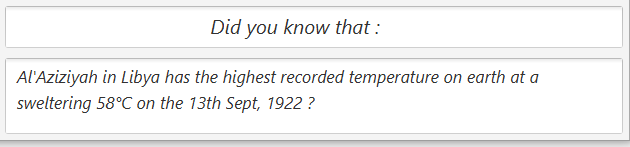 Did you know that :
Al'Aziziyah in Libya has the highest recorded temperature on earth at a
sweltering 58°C on the 13th Sept, 1922 ?